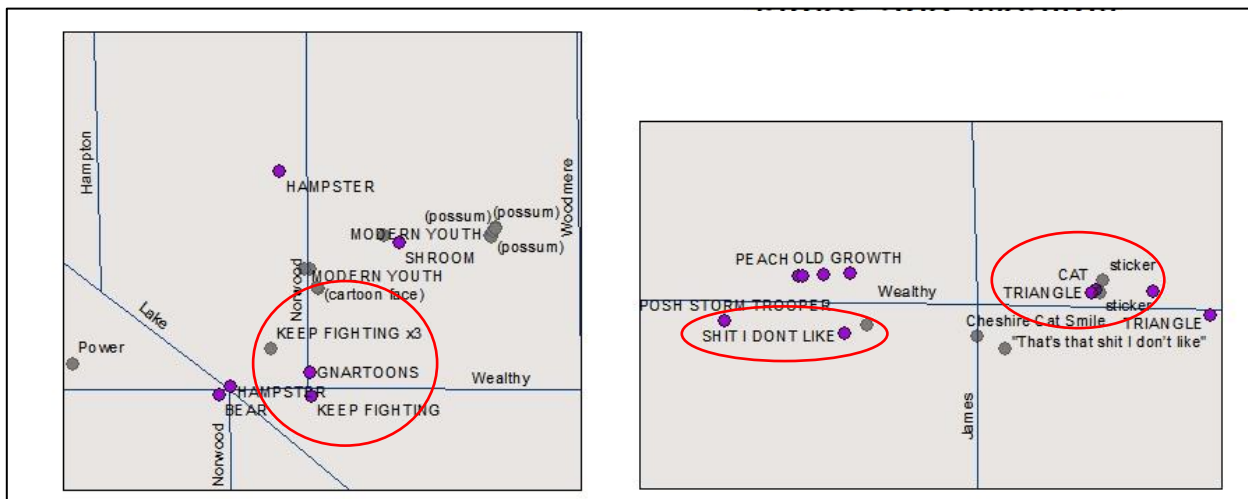 Hampton
Woodmere
HAMPSTER
(possum)
(possum)
MODERN YOUTH
(possum)
SHROOM
MODERN YOUTH
Norwood
(cartoon face)
Lake
KEEP FIGHTING x3
Power
GNARTOONS
Wealthy
HAMPSTER
BEAR
KEEP FIGHTING
Norwood
PEACH OLD GROWTH
CAT
sticker
TRIANGLE
Wealthy
sticker
POSH STORM TROOPER
Cheshire Cat Smile
TRIANGLE
SHIT I DONT LIKE
"That's that shit I don't like"
James